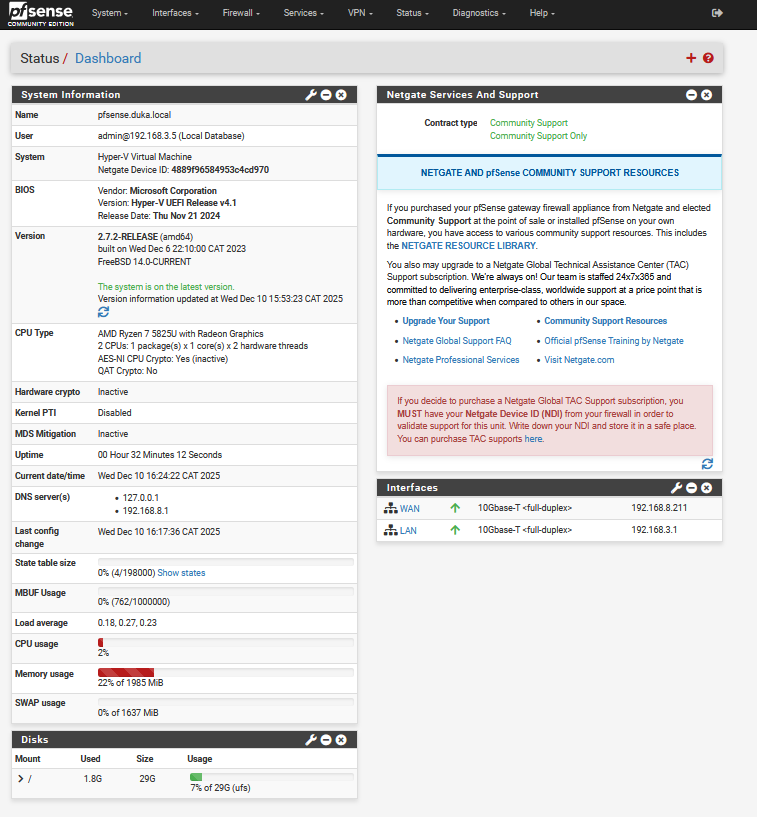 pfsense
COMMUNITY EDITION
System
Interfaces
Firewall
Services
VPN
Status
Diagnostics
Help
Status / Dashboard
System Information
Name pfsense.duka.local
User admin@192.168.3.5 (Local Database)
System Hyper-V Virtual Machine
Netgate Device ID: 4889f96584953c4cd970
BIOS Vendor: Microsoft Corporation
Version: Hyper-V UEFI Release v4.1
Release Date: Thu Nov 21 2024
Version 2.7.2-RELEASE (amd64)
built on Wed Dec 6 22:10:00 CAT 2023
FreeBSD 14.0-CURRENT
The system is on the latest version.
Version information updated at Wed Dec 10 15:53:23 CAT 2025
CPU Type AMD Ryzen 7 5825U with Radeon Graphics
2 CPUs: 1 package(s) x 1 core(s) x 2 hardware threads
AES-NI CPU Crypto: Yes (inactive)
QAT Crypto: No
Hardware crypto Inactive
Kernel PTI Disabled
MDS Mitigation Inactive
Uptime 00 Hour 32 Minutes 12 Seconds
Current date/time Wed Dec 10 16:24:22 CAT 2025
DNS server(s) • 127.0.0.1
• 192.168.8.1
Last config Wed Dec 10 16:17:36 CAT 2025
change
State table size
0% (4/198000) Show states
MBUF Usage
0% (762/1000000)
Load average 0.18, 0.27, 0.23
CPU usage
2%
Memory usage
22% of 1985 MiB
SWAP usage
0% of 1637 MiB
Disks
Mount Used Size Usage
/ 1.8G 29G
7% of 29G (ufs)
Netgate Services And Support
Contract type Community Support
Community Support Only
NETGATE AND pfSense COMMUNITY SUPPORT RESOURCES
If you purchased your pfSense gateway firewall appliance from Netgate and elected
Community Support at the point of sale or installed pfSense on your own
hardware, you have access to various community support resources. This includes
the NETGATE RESOURCE LIBRARY.
You also may upgrade to a Netgate Global Technical Assistance Center (TAC)
Support subscription. We're always on! Our team is staffed 24x7x365 and
committed to delivering enterprise-class, worldwide support at a price point that is
more than competitive when compared to others in our space.
• Upgrade Your Support • Community Support Resources
• Netgate Global Support FAQ • Official pfSense Training by Netgate
• Netgate Professional Services • Visit Netgate.com
If you decide to purchase a Netgate Global TAC Support subscription, you
MUST have your Netgate Device ID (NDI) from your firewall in order to
validate support for this unit. Write down your NDI and store it in a safe place.
You can purchase TAC supports here.
Interfaces
WAN 10Gbase-T <full-duplex> 192.168.8.211
LAN 10Gbase-T <full-duplex> 192.168.3.1